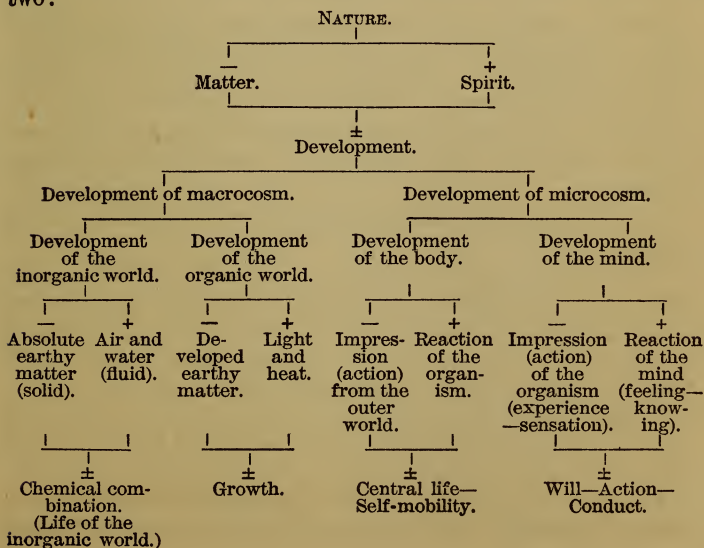 two:
NATURE.
—
Matter.
+
Spirit.
±
Development.
Development of macrocosm.
Development of microcosm.
Development
of the
inorganic world.
Development
of the
organic world.
Development
of the body.
Development
of the mind.
—
Absolute
earthy
matter
(solid).
+
Air and
water
(fluid).
—
De-
veloped
earthy
matter.
+
Light
and
heat.
—
Impres-
sion
(action)
from the
outer
world.
+
Reaction
of the
organ-
ism.
—
Impression
(action)
of the
organism
(experience
—sensation).
+
Reaction
of the
mind
(feeling—
know-
ing).
±
Chemical com-
bination.
(Life of the
inorganic world.)
±
Growth.
±
Central life—
Self-mobility.
±
Will—Action—
Conduct.